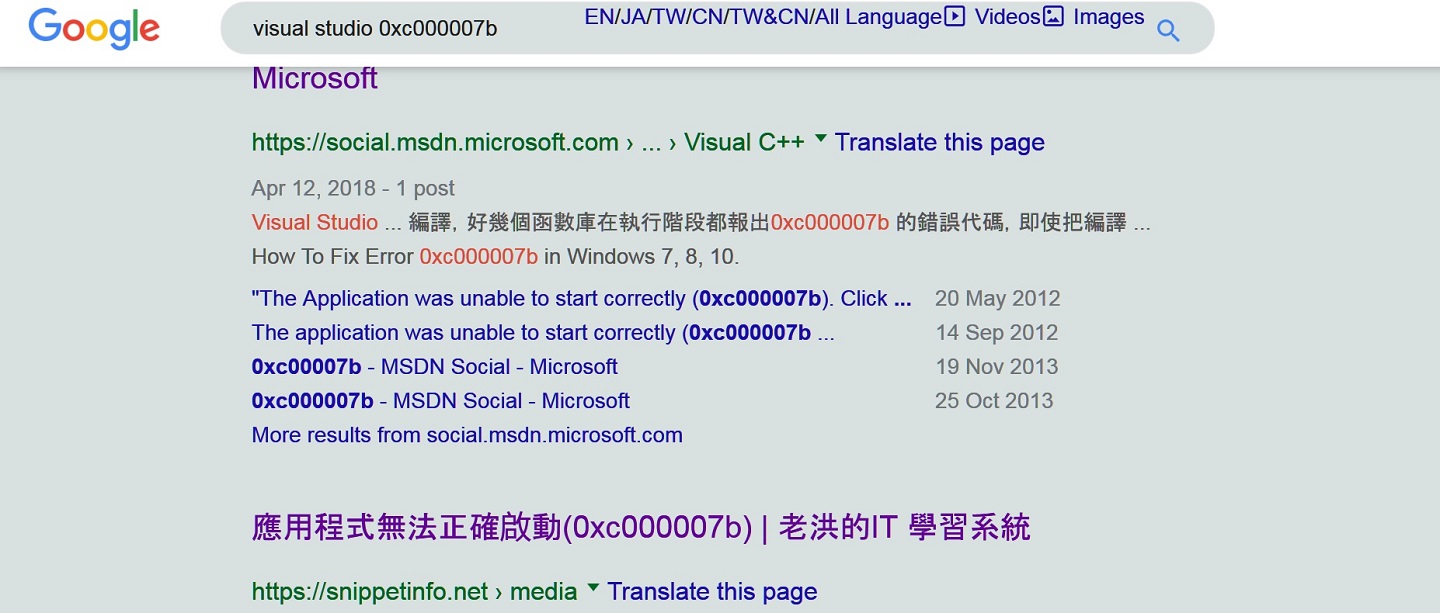 Google
visual studio 0xc000007b
EN/JA/TW/CN/TW&CN/All Language Videos Images
Microsoft
https://social.msdn.microsoft.com › ... › Visual C++ Translate this page
Apr 12, 2018 - 1 post
Visual Studio ... 編譯, 好幾個函數庫在執行階段都報出0xc000007b 的錯誤代碼, 即使把編譯 ...
How To Fix Error 0xc000007b in Windows 7, 8, 10.
"The Application was unable to start correctly (0xc000007b). Click ... 20 May 2012
The application was unable to start correctly (0xc000007b ... 14 Sep 2012
0xc00007b - MSDN Social - Microsoft 19 Nov 2013
0xc000007b - MSDN Social - Microsoft 25 Oct 2013
More results from social.msdn.microsoft.com
應用程式無法正確啟動(0xc000007b) | 老洪的IT 學習系統
https://snippetinfo.net › media Translate this page